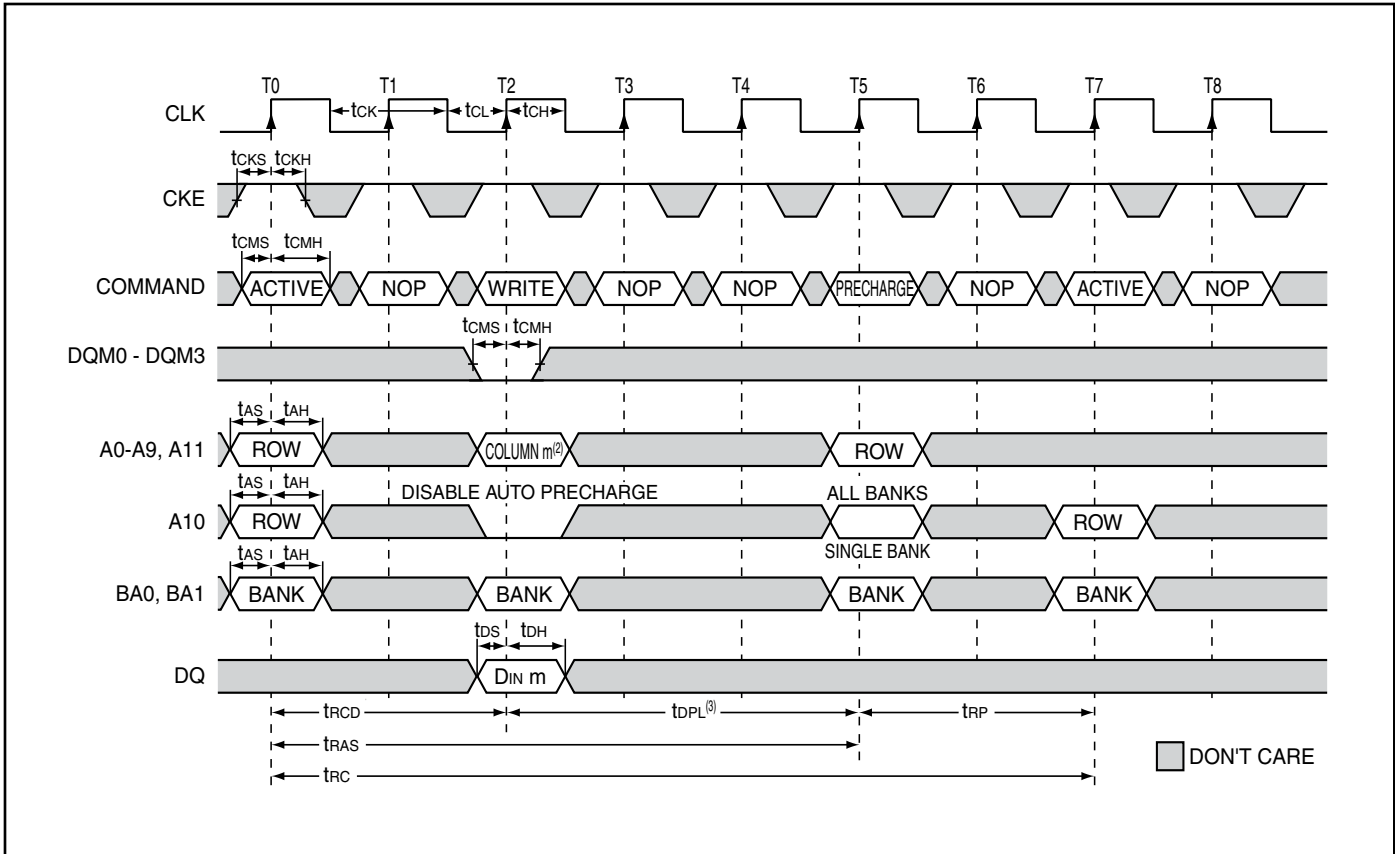 T0 T1 T2 T3 T4 T5 T6 T7 T8
CLK tCK tCL tCH
tCKS tCKH
CKE
tCMS tCMH
COMMAND ACTIVE NOP WRITE NOP NOP PRECHARGE NOP ACTIVE NOP
tCMS tCMH
DQM0 - DQM3
tAS tAH
A0-A9, A11 ROW COLUMN m(2) ROW
tAS tAH DISABLE AUTO PRECHARGE ALL BANKS
A10 ROW ROW
tAS tAH SINGLE BANK
BA0, BA1 BANK BANK BANK BANK
tDS tDH
DQ DIN m
tRCD tDPL(3) tRP
tRAS
DON'T CARE
tRC